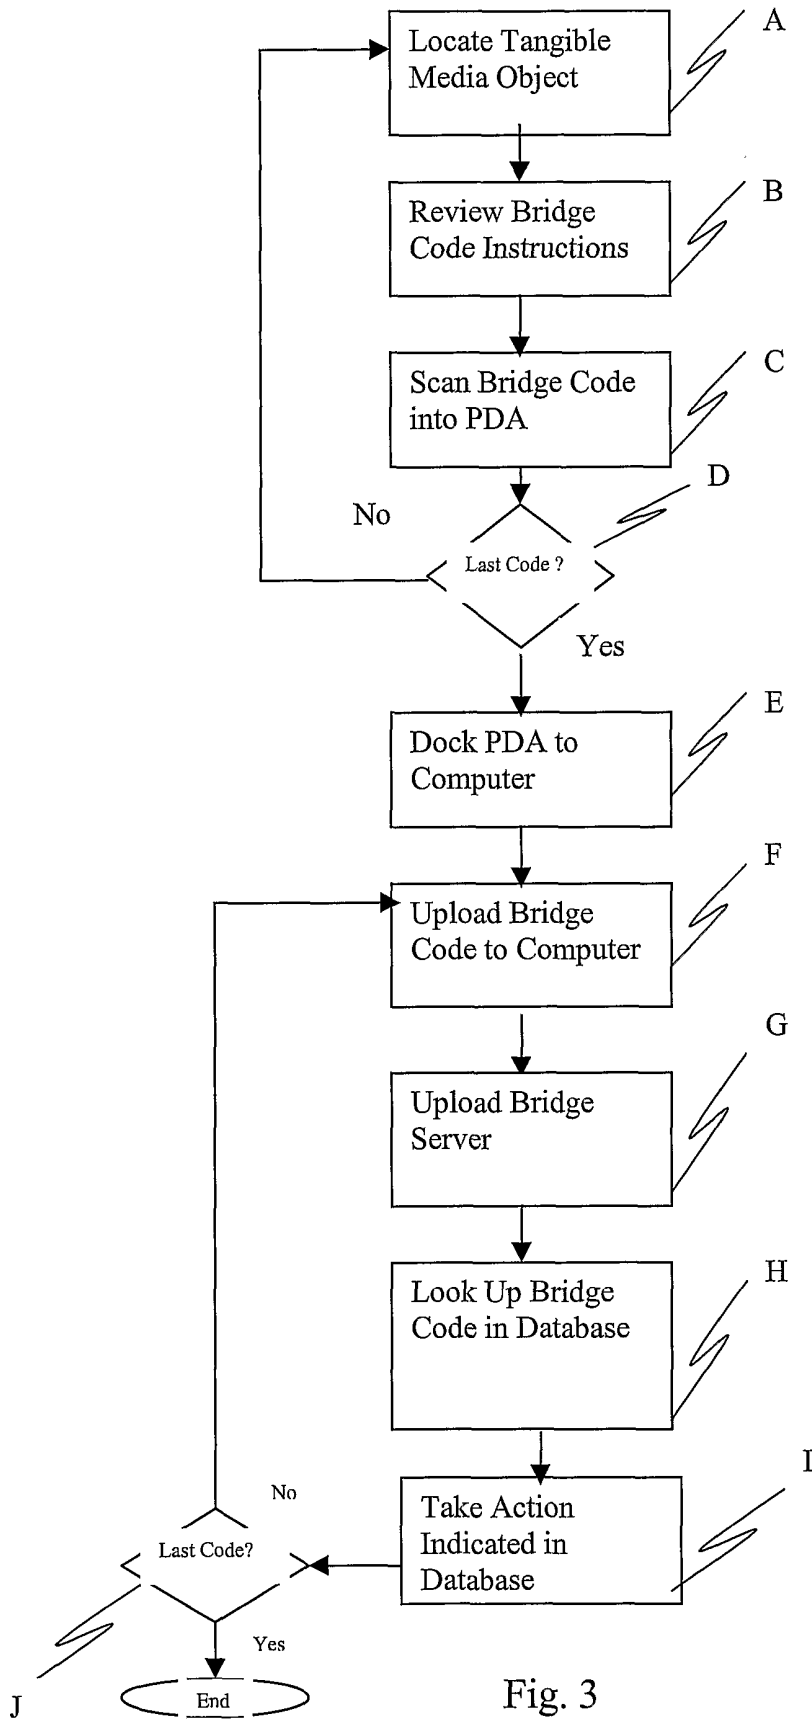 A
Locate Tangible
Media Object
B
Review Bridge
Code Instructions
C
Scan Bridge Code
into PDA
D
No
Last Code ?
Yes
E
Dock PDA to
Computer
F
Upload Bridge
Code to Computer
G
Upload Bridge
Server
H
Look Up Bridge
Code in Database
I
Take Action
Indicated in
Database
No
Last Code?
Yes
J
End
Fig. 3